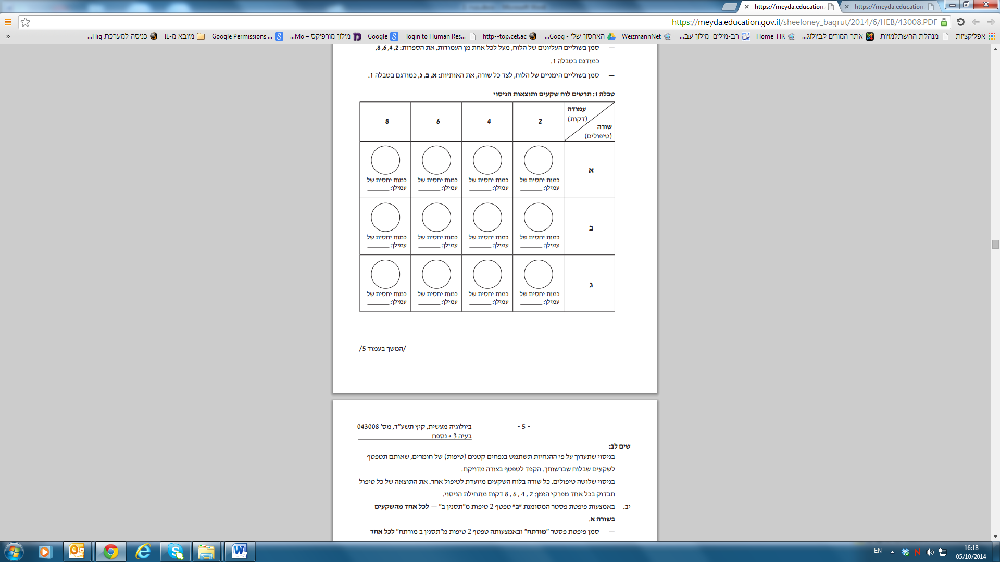 https://meyda.education.
https://meyda.education.
https://meyda.education.gov.il/sheeloney_bagrut/2014/6/HEB/43008.PDF
אפליקציות
מנהלת ההשתלמויות
אתר המורים לביולוג...
רב-מילים מילון עב...
Home HR
WeizmannNet
האחסון שלי - Goog...
http--top.cet.ac
login to Human Res...
Google
מילון מורפיקס – Mo...
Google Permissions ...
מיובא מ-IE
כניסה למערכת Hig...
»
— סמן בשוליים העליונים של הלוח, מעל לכל אחת מן העמודות, את הספרות: 2, 4, 6, 8,
כמודגם בטבלה 1.
— סמן בשוליים הימניים של הלוח, לצד כל שורה, את האותיות: א, ב, ג, כמודגם בטבלה 1.
טבלה 1: תרשים לוח שקעים ותוצאות הניסוי
עמודה
(דקות)
שורה
(טיפולים)
2 4 6 8
א
כמות יחסית של כמות יחסית של כמות יחסית של כמות יחסית של
עמילן: ______ עמילן: ______ עמילן: ______ עמילן: ______
ב
כמות יחסית של כמות יחסית של כמות יחסית של כמות יחסית של
עמילן: ______ עמילן: ______ עמילן: ______ עמילן: ______
ג
כמות יחסית של כמות יחסית של כמות יחסית של כמות יחסית של
עמילן: ______ עמילן: ______ עמילן: ______ עמילן: ______
/המשך בעמוד 5/
- 5 -
ביולוגיה מעשית, קיץ תשע"ד, מס' 043008
בעיה 3 + נספח
שים לב:
בניסוי שתערוך על פי ההנחיות תשתמש בנפחים קטנים (טיפות) של חומרים, שאותם תטפטף
לשקעים שבלוח שברשותך. הקפד לטפטף בצורה מדויקת.
בניסוי שלושה טיפולים. כל שורה בלוח השקעים מיועדת לטיפול אחר. את התוצאה של כל טיפול
תבדוק בכל אחד מפרקי הזמן: 2 , 4 , 6 , 8 דקות מתחילת הניסוי.
יב. באמצעות פיפטת פסטר המסומנת "ב" טפטף 2 טיפות מ"תסנין ב" — לכל אחד מהשקעים
בשורה א.
— סמן פיפטת פסטר "מורתח" ובאמצעותה טפטף 2 טיפות מ"תסנין ב מורתח" לכל אחד
EN
16:18
05/10/2014